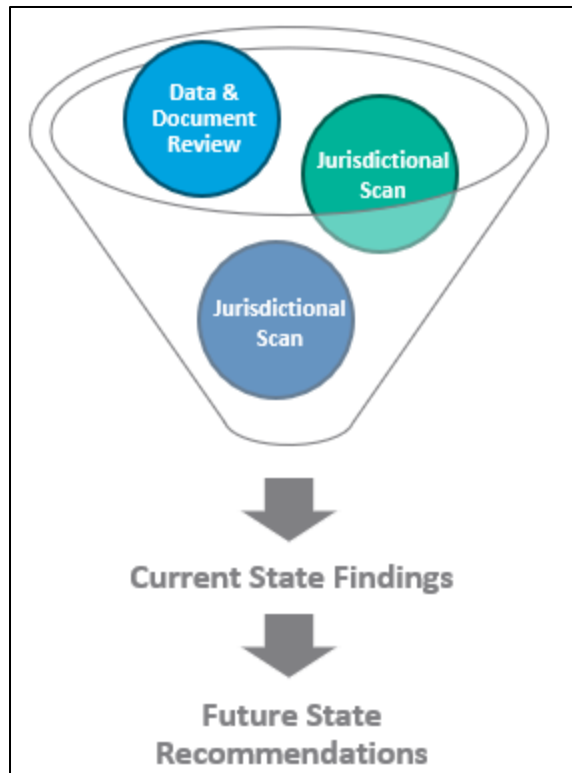 Data &
Document
Review
Jurisdictional
Scan
Jurisdictional
Scan
Current State Findings
Future State
Recommendations